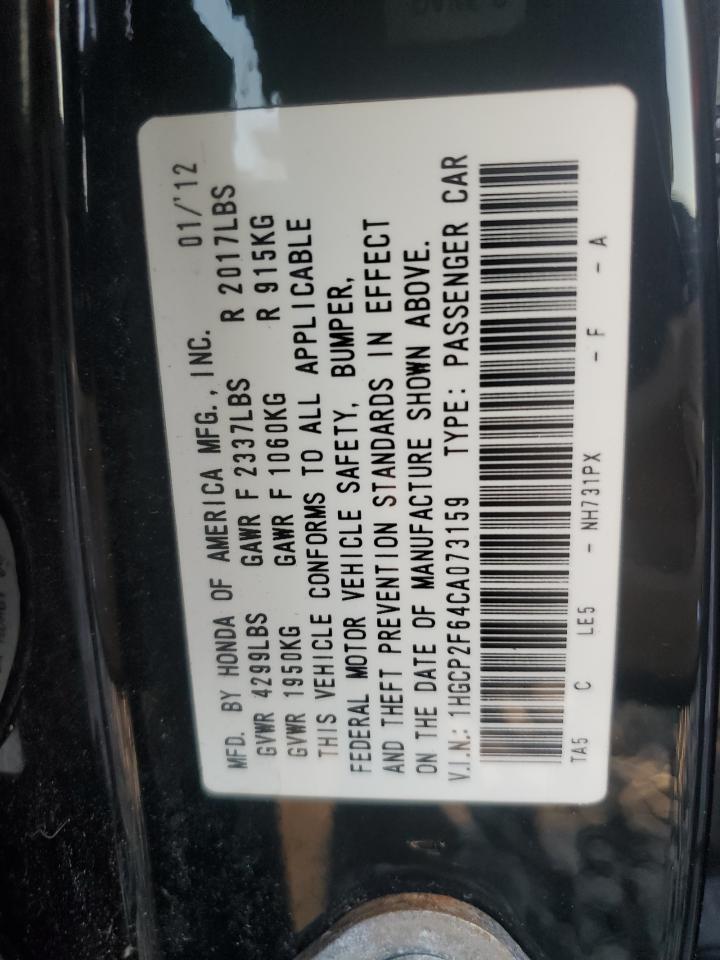 MFD. BY HONDA OF AMERICA MFG., INC. 01/'12
GVWR 4299LBS GAWR F 2337LBS R 2017LBS
GVWR 1950KG GAWR F 1060KG R 915KG
THIS VEHICLE CONFORMS TO ALL APPLICABLE
FEDERAL MOTOR VEHICLE SAFETY, BUMPER,
AND THEFT PREVENTION STANDARDS IN EFFECT
ON THE DATE OF MANUFACTURE SHOWN ABOVE.
V.I.N.: 1HGCP2F64CA073159 TYPE: PASSENGER CAR
TA5 C LE5 - NH731PX - F - A